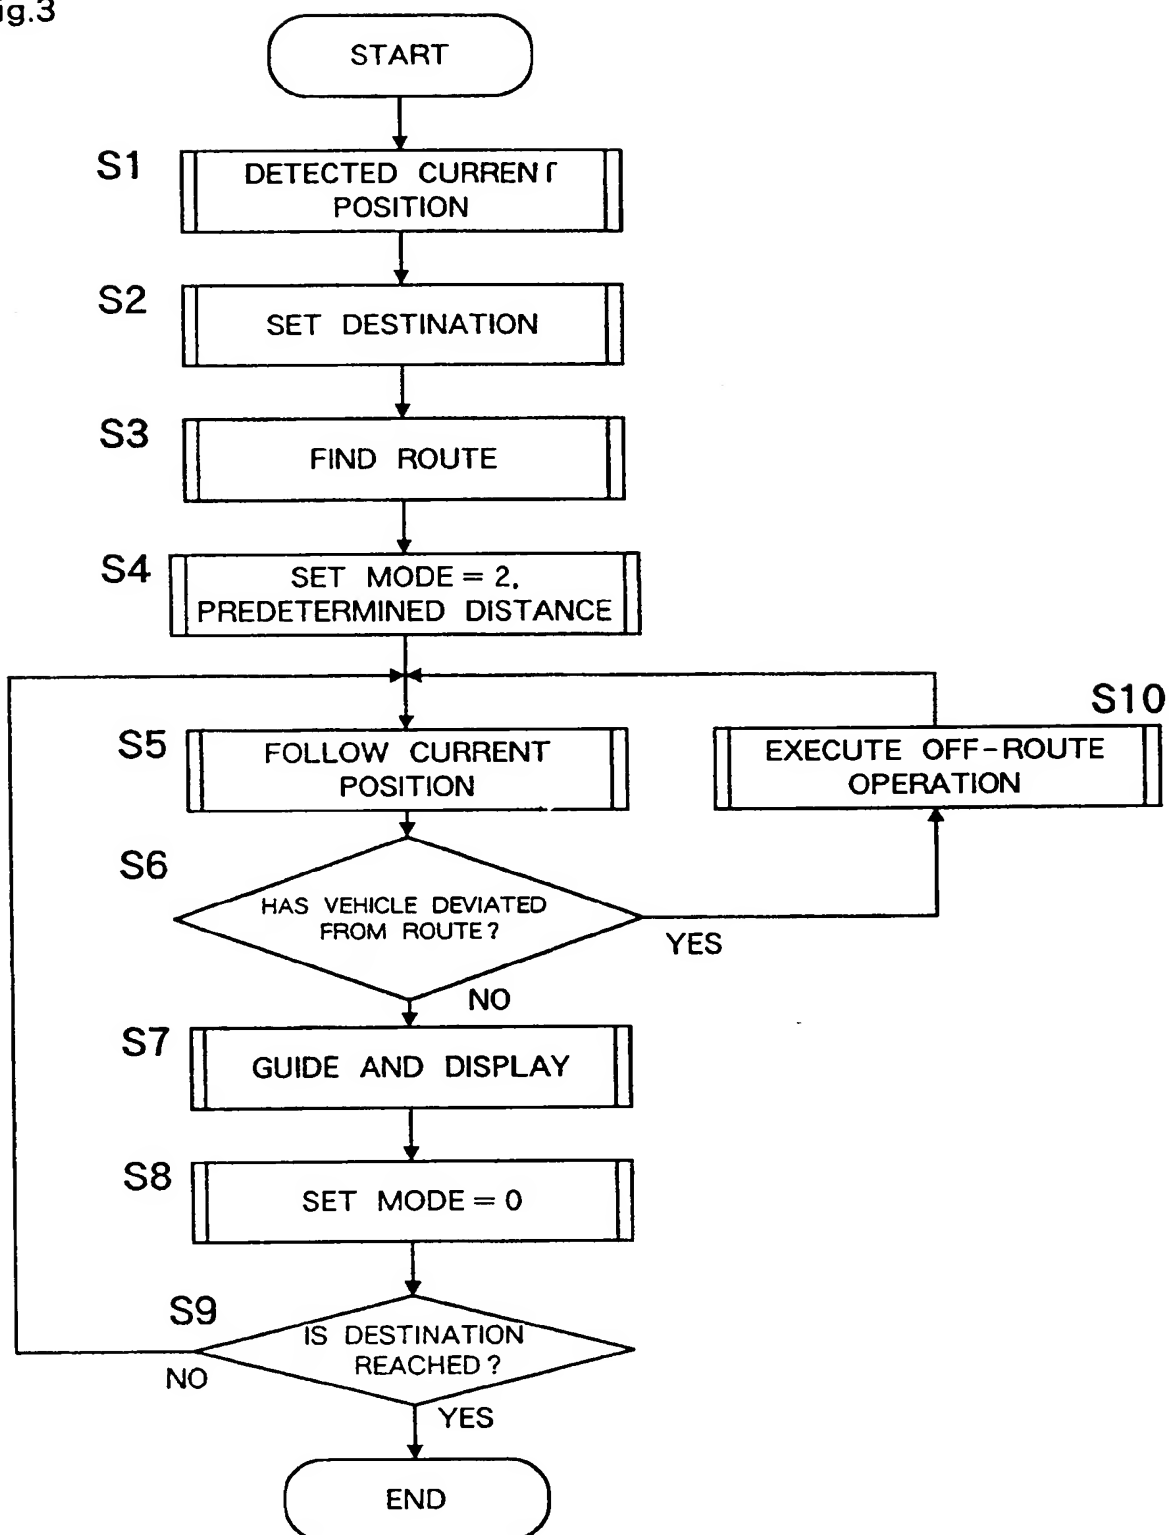 ig.3
START
S1
DETECTED CURRENT
POSITION
S2
SET DESTINATION
S3
FIND ROUTE
S4
SET MODE = 2,
PREDETERMINED DISTANCE
S5
FOLLOW CURRENT
POSITION
S10
EXECUTE OFF-ROUTE
OPERATION
S6
HAS VEHICLE DEVIATED
FROM ROUTE?
YES
NO
S7
GUIDE AND DISPLAY
S8
SET MODE = 0
S9
IS DESTINATION
REACHED?
NO
YES
END